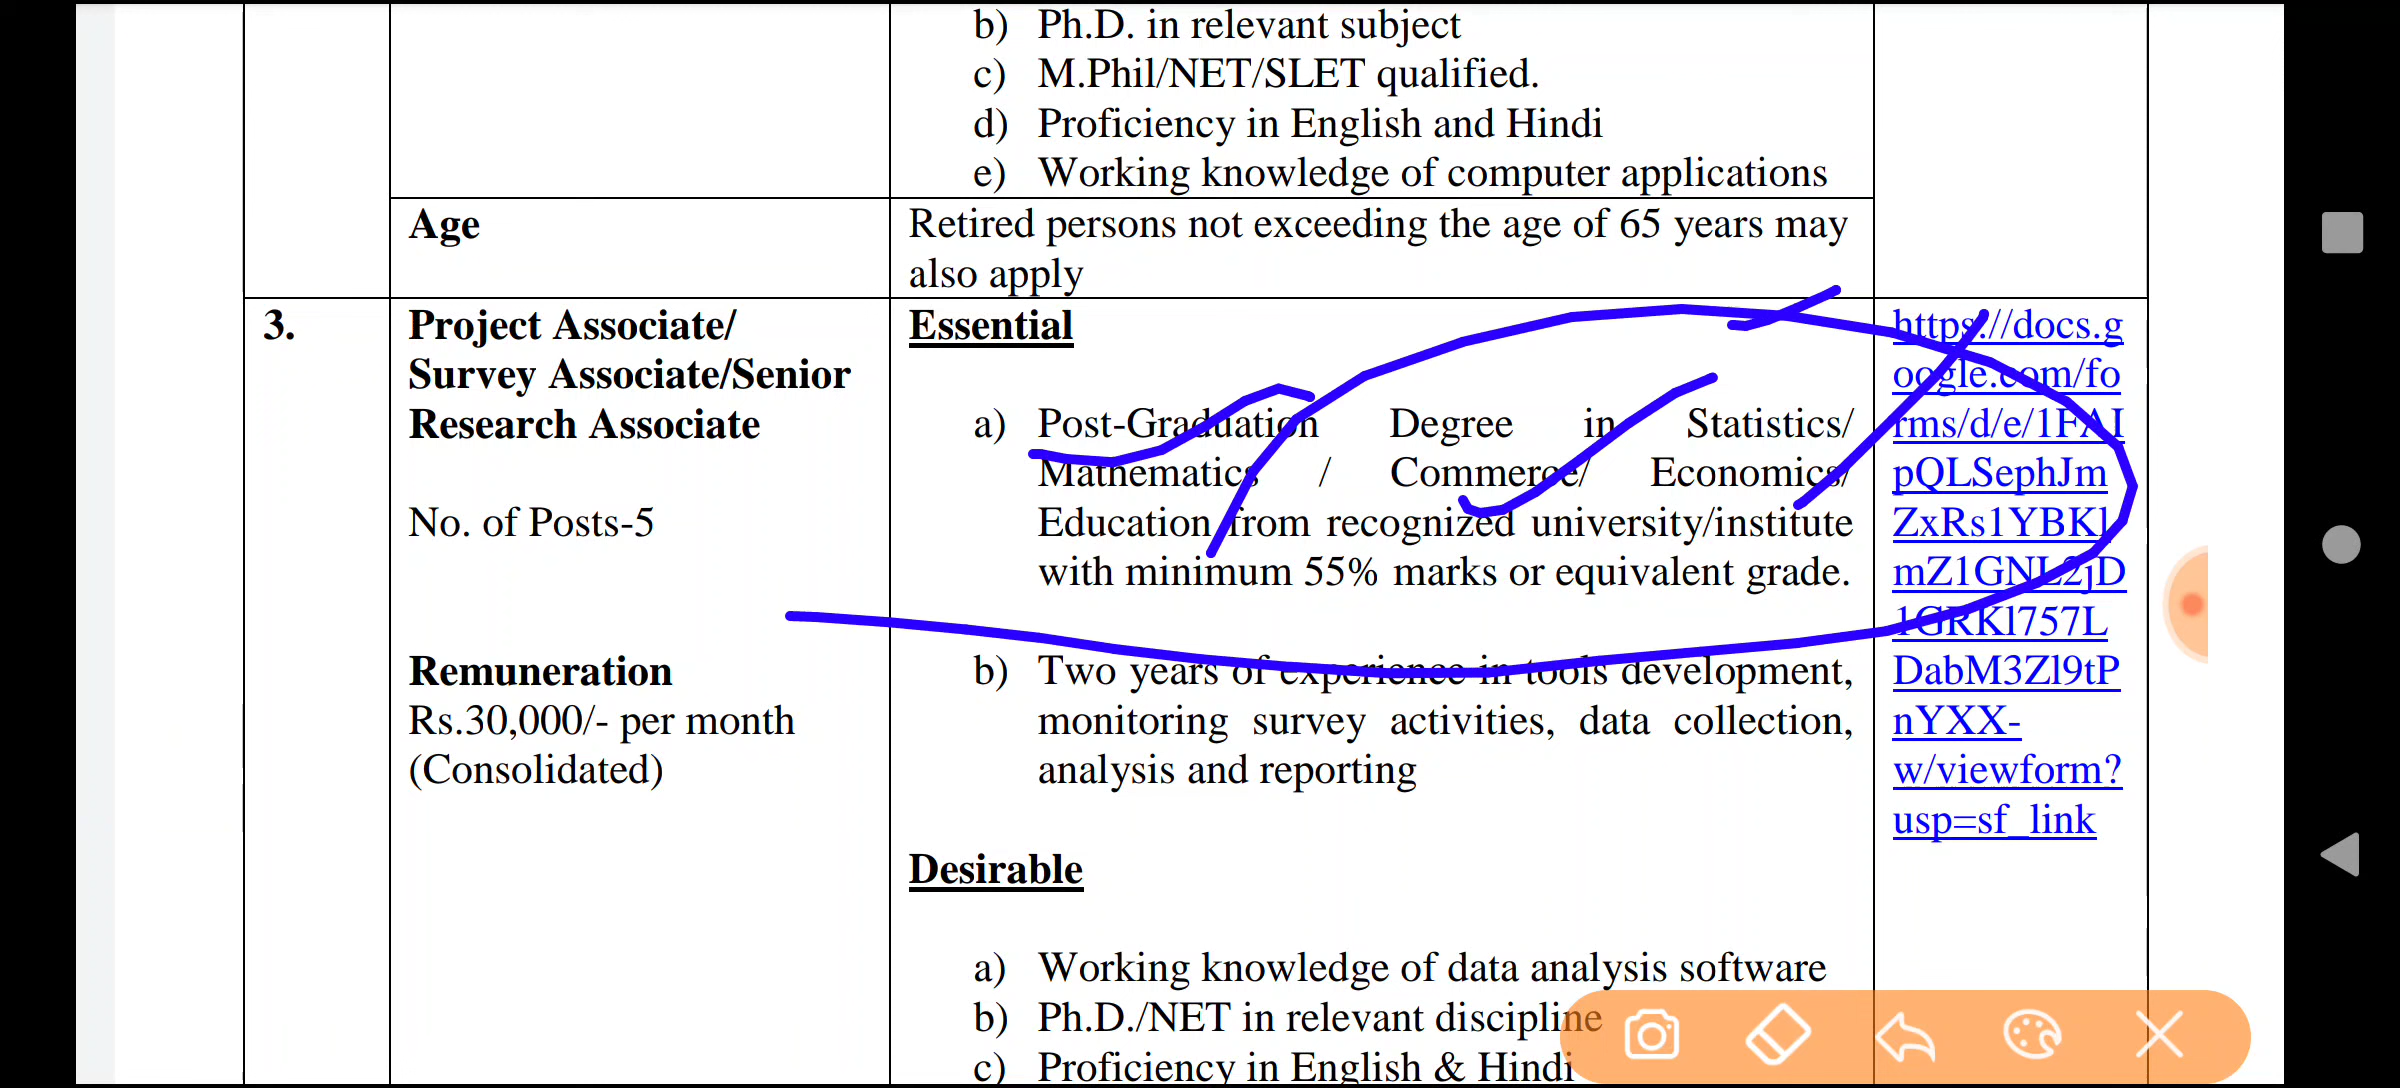 b) Ph.D. in relevant subject
c) M.Phil/NET/SLET qualified.
d) Proficiency in English and Hindi
e) Working knowledge of computer applications
Age
Retired persons not exceeding the age of 65 years may
also apply
3.
Project Associate/
Survey Associate/Senior
Research Associate
No. of Posts-5
Remuneration
Rs.30,000/- per month
(Consolidated)
Essential
a) Post-Graduation Degree in Statistics/
Mathematics / Commerce/ Economics/
Education from recognized university/institute
with minimum 55% marks or equivalent grade.
b) Two years of experience in tools development,
monitoring survey activities, data collection,
analysis and reporting
Desirable
a) Working knowledge of data analysis software
b) Ph.D./NET in relevant discipline
c) Proficiency in English & Hindi
https://docs.g
oogle.com/fo
rms/d/e/1FAI
pQLSephJm
ZxRs1YBKl
mZ1GNL2jD
1GRKl757L
DabM3Zl9tP
nYXX-
w/viewform?
usp=sf_link